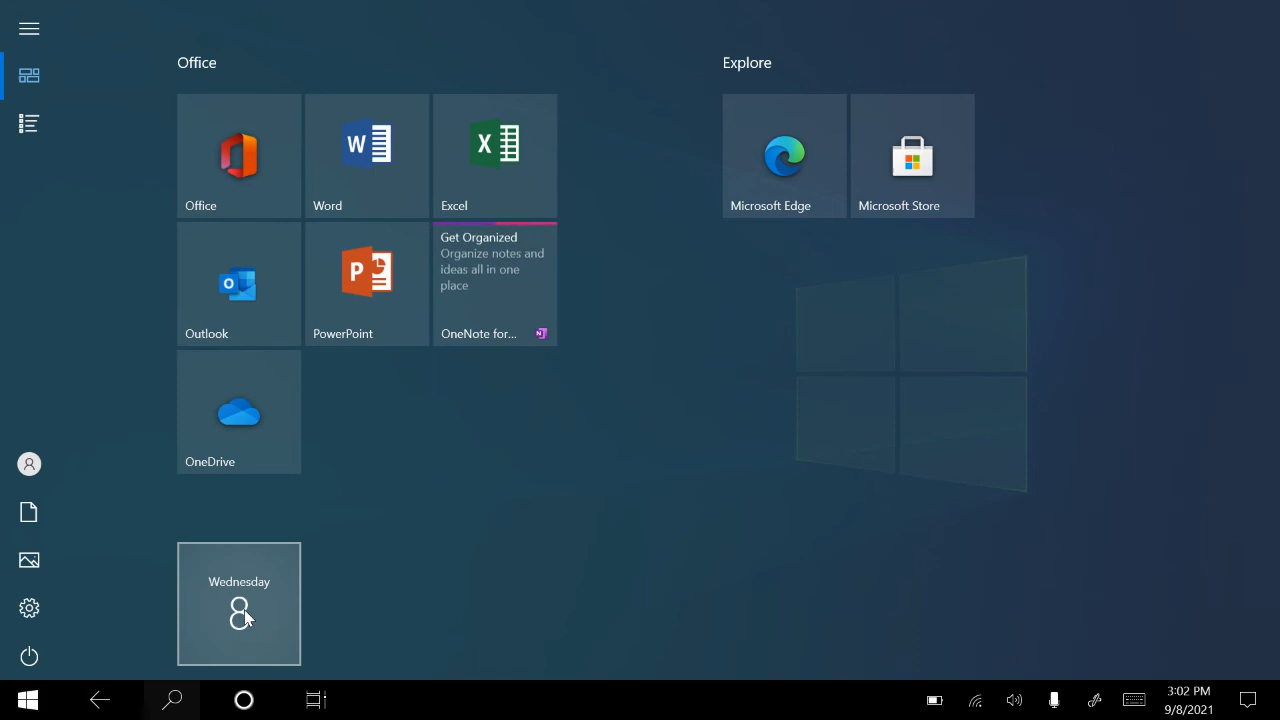 Office
Explore
W
X
Office
Word
Excel
Microsoft Edge
Microsoft Store
Get Organized
Organize notes and
ideas all in one
place
O
P
N
Outlook
PowerPoint
OneNote for...
OneDrive
Wednesday
8
3:02 PM
9/8/2021